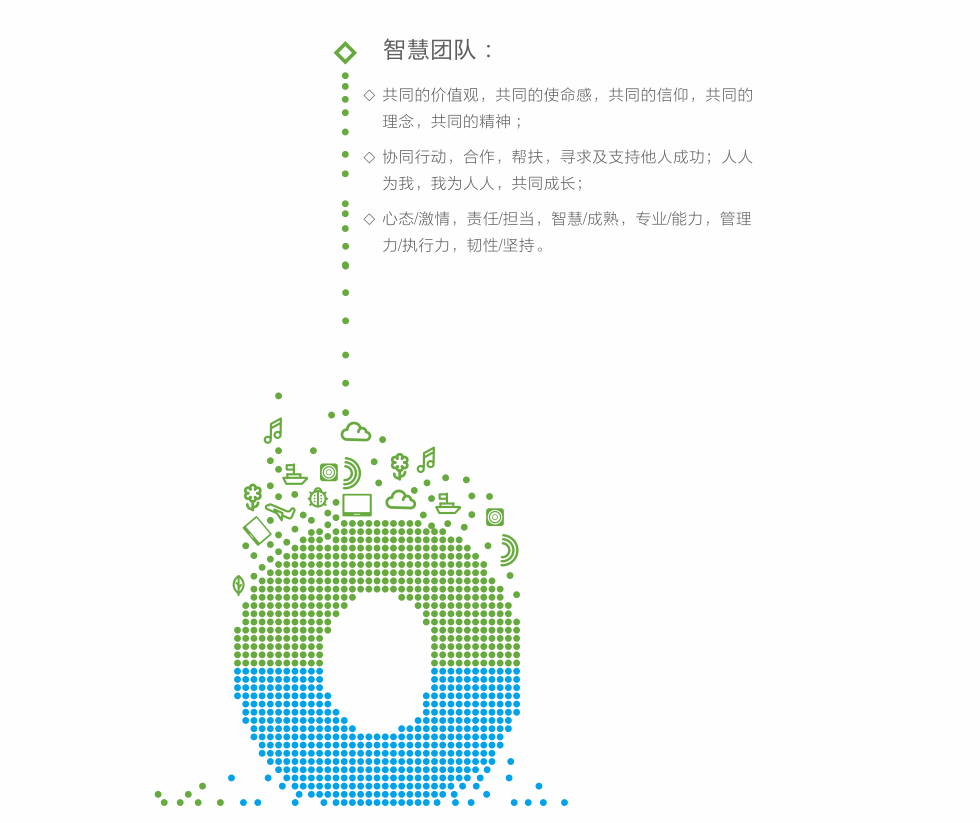 智慧团队：
◇ 共同的价值观，共同的使命感，共同的信仰，共同的
理念，共同的精神；
◇ 协同行动，合作，帮扶，寻求及支持他人成功；人人
为我，我为人人，共同成长；
◇ 心态/激情，责任/担当，智慧/成熟，专业/能力，管理
力/执行力，韧性/坚持。